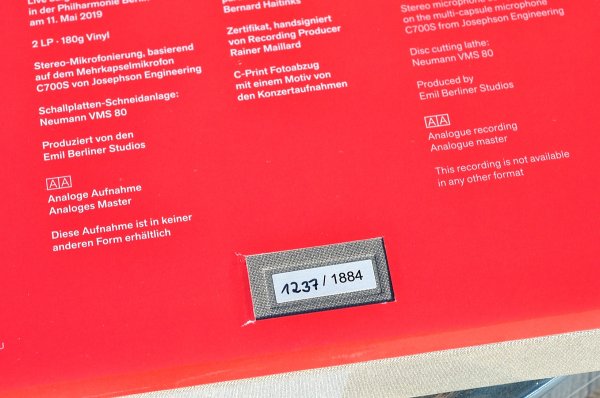 Live
in der Philharmonie
am 11. Mai 2019
2 LP · 180g Vinyl
Stereo-Mikrofonierung, basierend
auf dem Mehrkapselmikrofon
C700S von Josephson Engineering
Schallplatten-Schneidanlage:
Neumann VMS 80
Produziert von den
Emil Berliner Studios
AA
Analoge Aufnahme
Analoges Master
Diese Aufnahme ist in keiner
anderen Form erhältlich
Bernard Haitinks
Zertifikat, handsigniert
von Recording Producer
Rainer Maillard
C-Print Fotoabzug
mit einem Motiv von
den Konzertaufnahmen
Stereo microphone
on the multi-capsule microphone
C700S from Josephson Engineering
Disc cutting lathe:
Neumann VMS 80
Produced by
Emil Berliner Studios
AA
Analogue recording
Analogue master
This recording is not available
in any other format
1237 / 1884